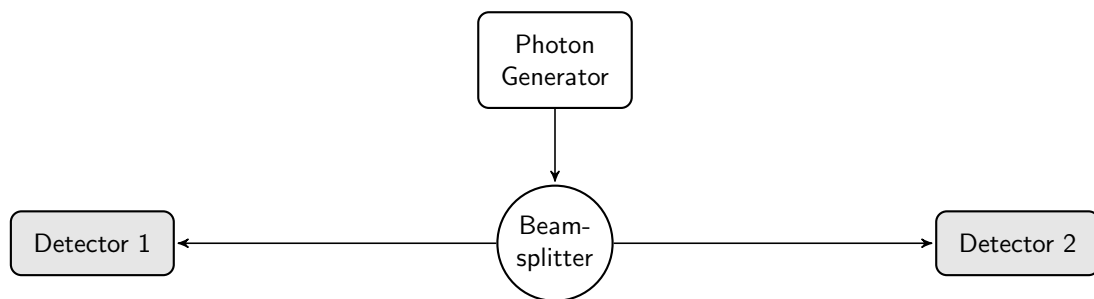 Photon
Generator
Detector 1
Beam-
splitter
Detector 2